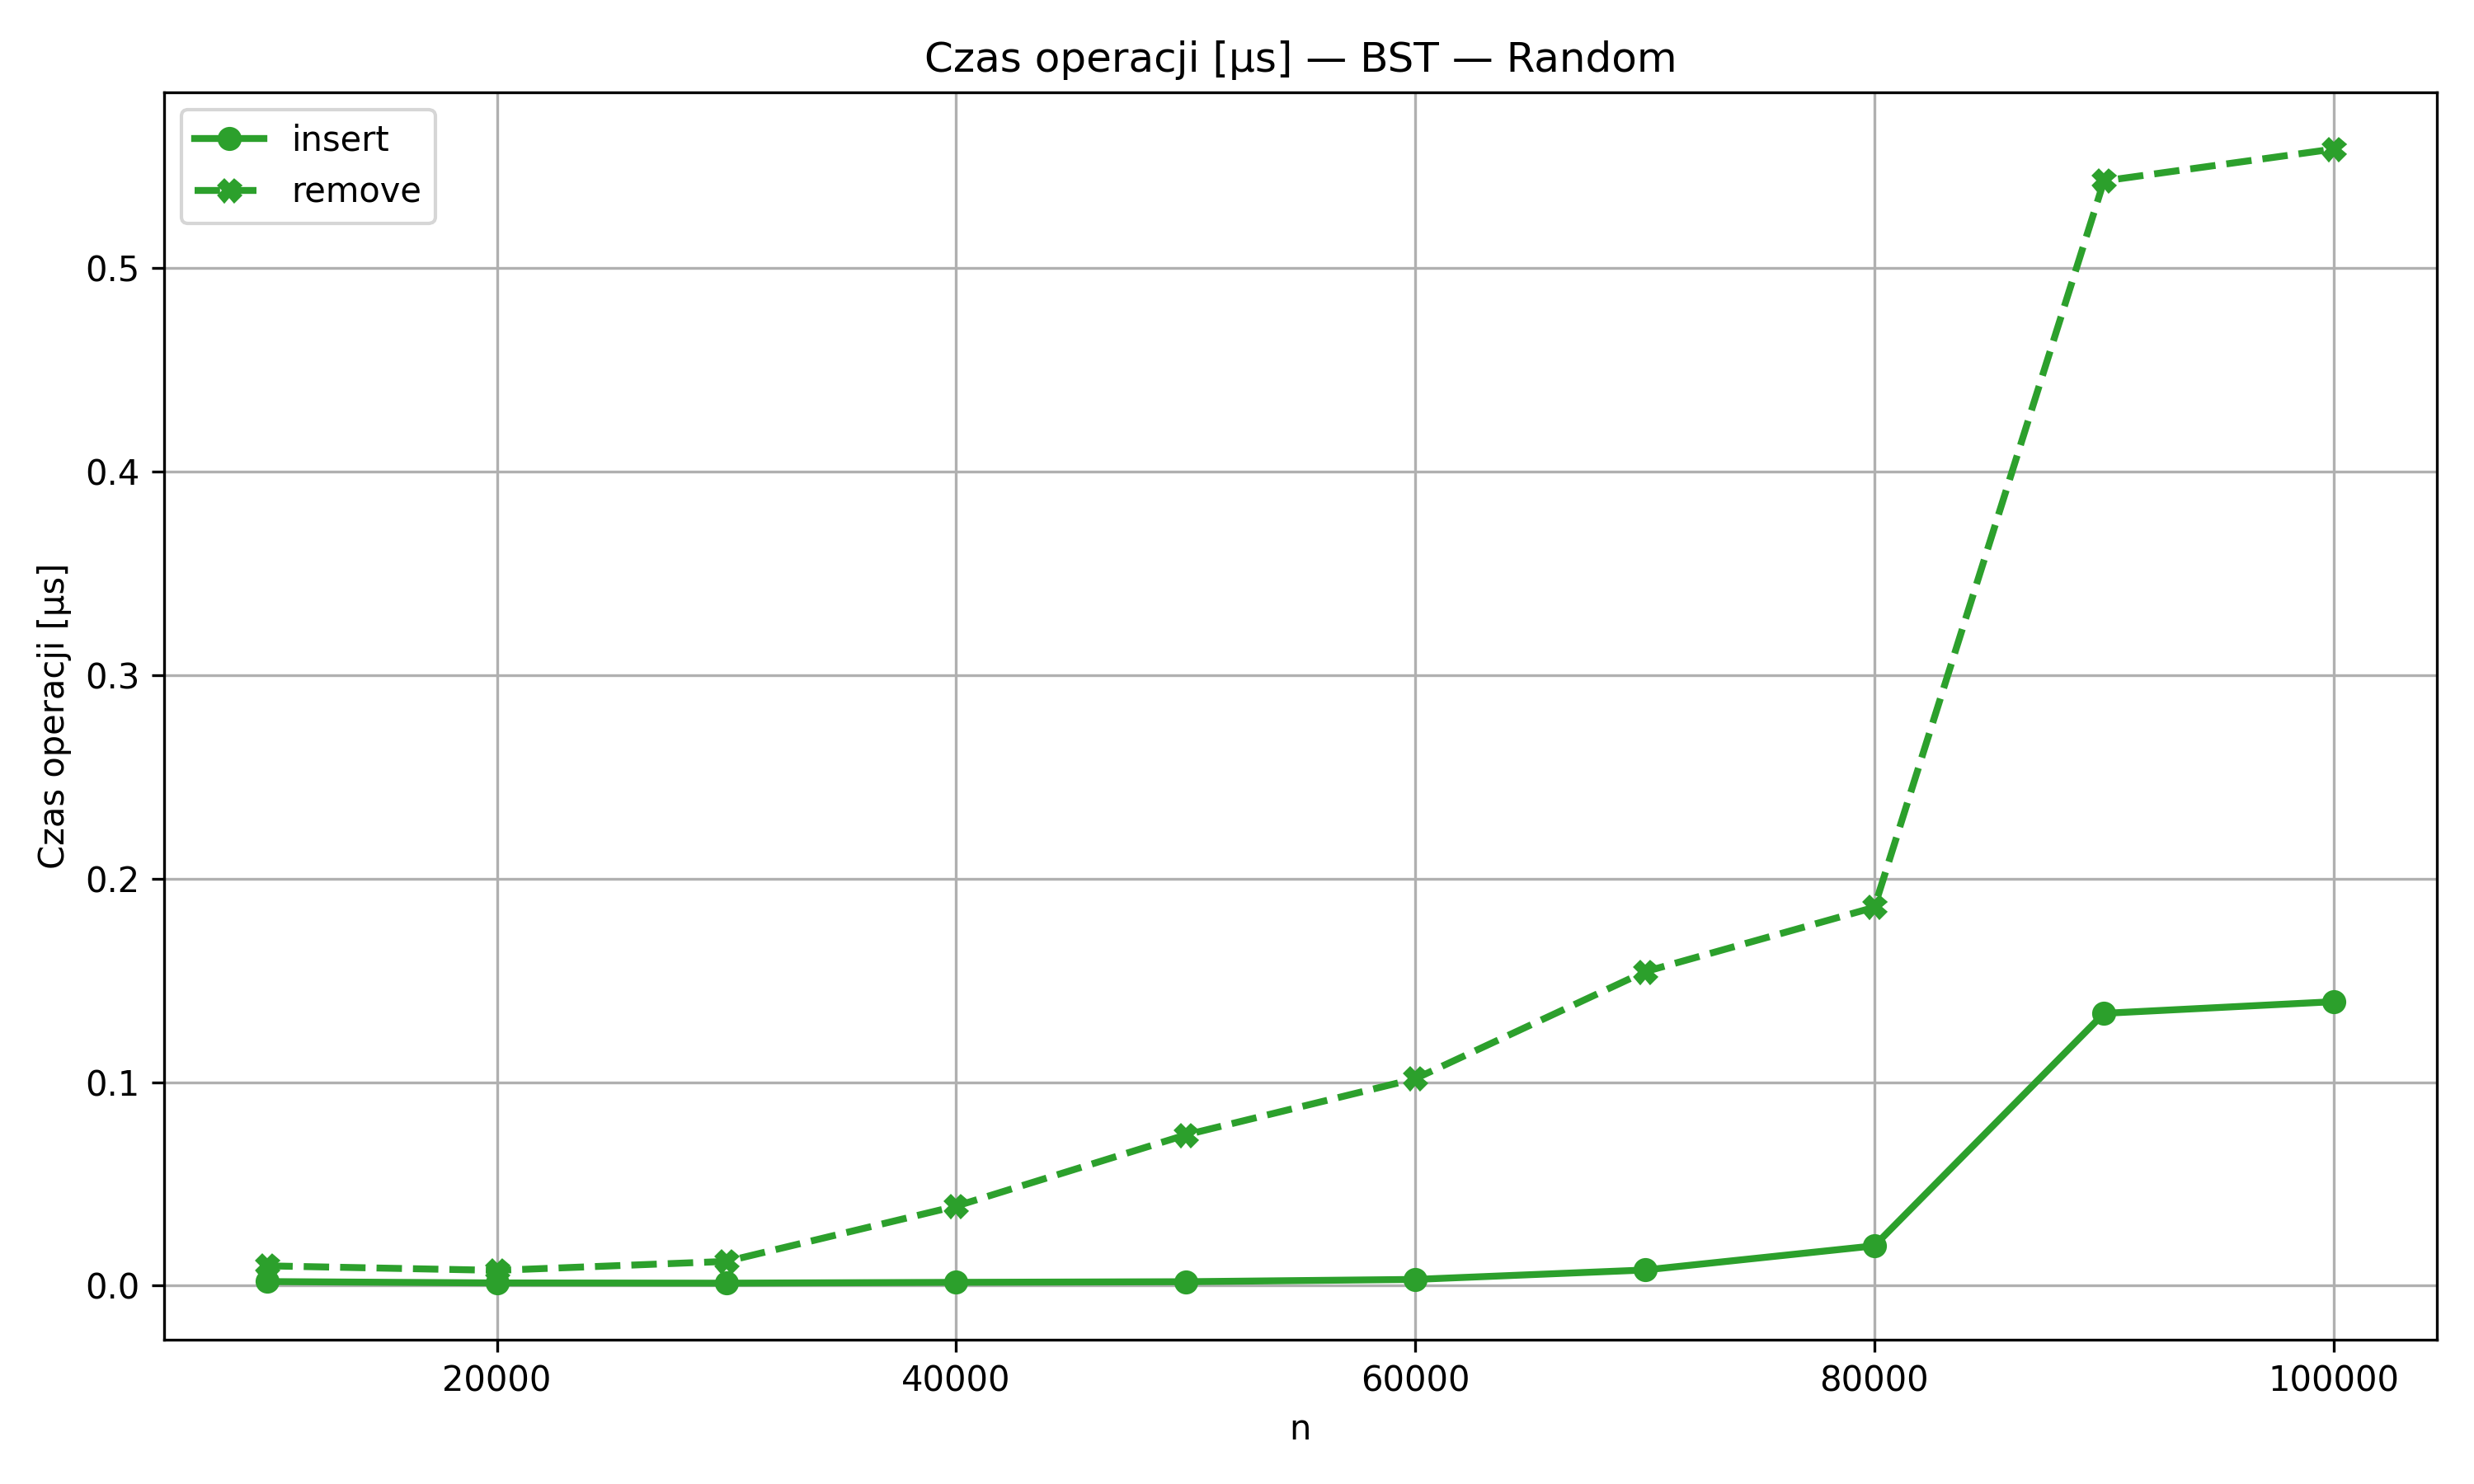 Czas operacji [µs] — BST — Random
insert
remove
Czas operacji [µs]
0.5
0.4
0.3
0.2
0.1
0.0
20000
40000
60000
80000
100000
n